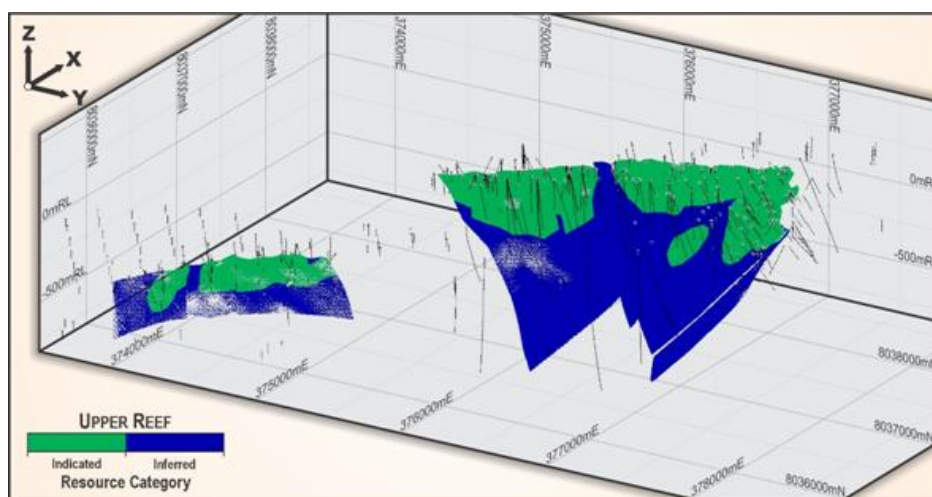 Z
X
Y
8037000mN
374000mE
375000mE
376000mE
377000mE
0mRL
-500mRL
0mRL
-500mRL
374000mE
375000mE
376000mE
377000mE
378000mE
8038000mN
8037000mN
8036000mN
UPPER REEF
Indicated
Inferred
Resource Category